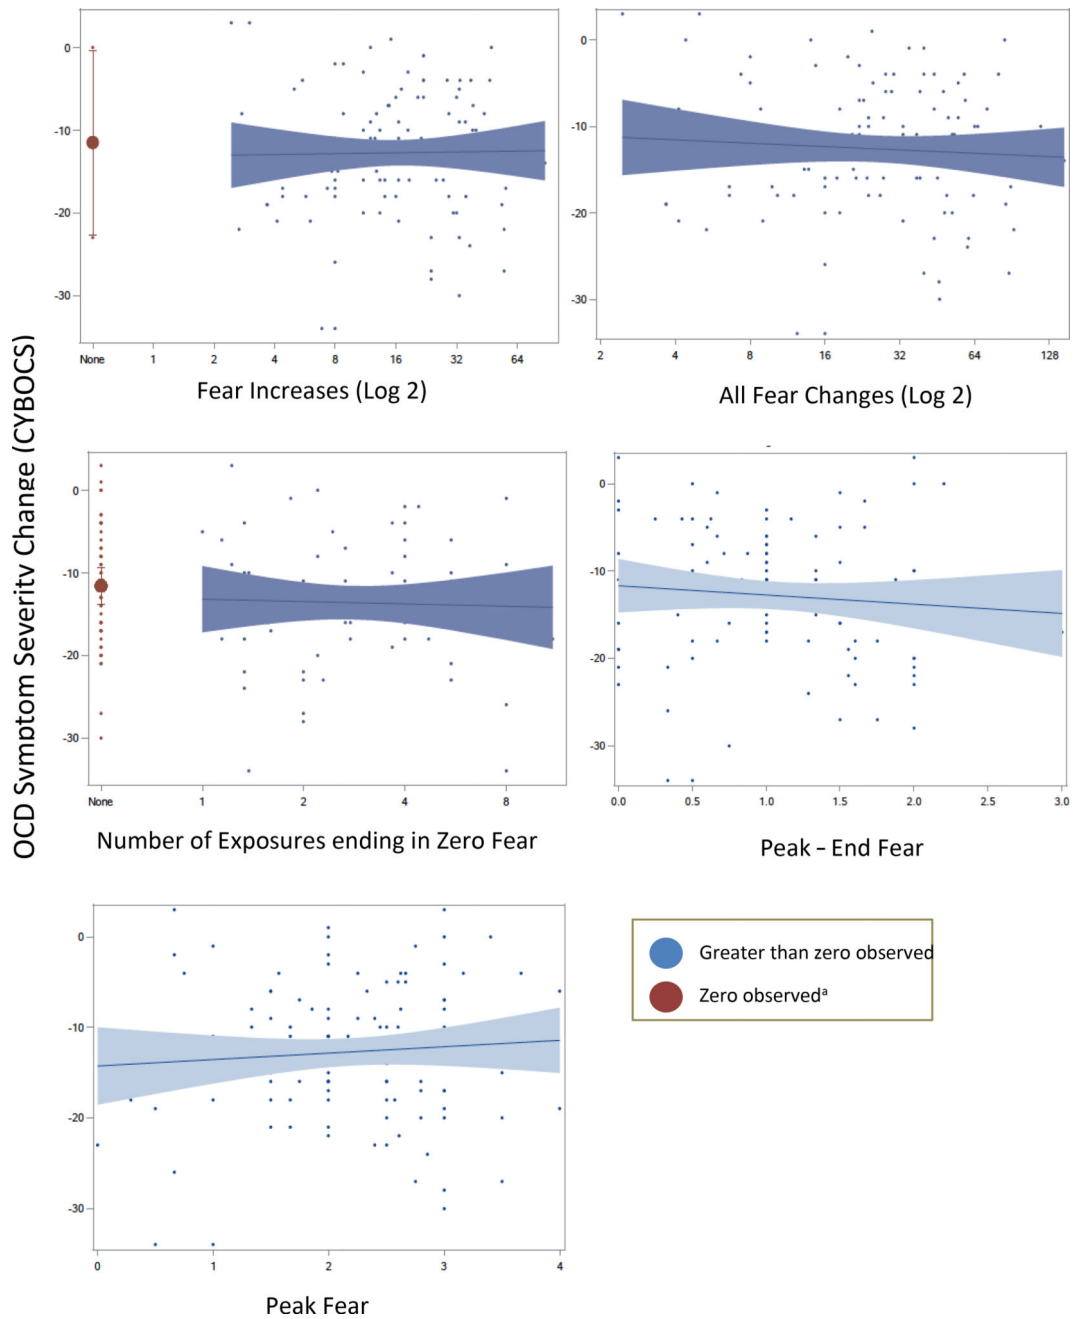 OCD Symptom Severity Change (CYBOCS)
0
-10
-20
-30
None 1 2 4 8 16 32 64
Fear Increases (Log 2)
0
-10
-20
-30
2 4 8 16 32 64 128
All Fear Changes (Log 2)
0
-10
-20
-30
None 1 2 4 8
Number of Exposures ending in Zero Fear
0
-10
-20
-30
0.0 0.5 1.0 1.5 2.0 2.5 3.0
Peak – End Fear
0
-10
-20
-30
0 1 2 3 4
Peak Fear
Greater than zero observed
Zero observedᵃ